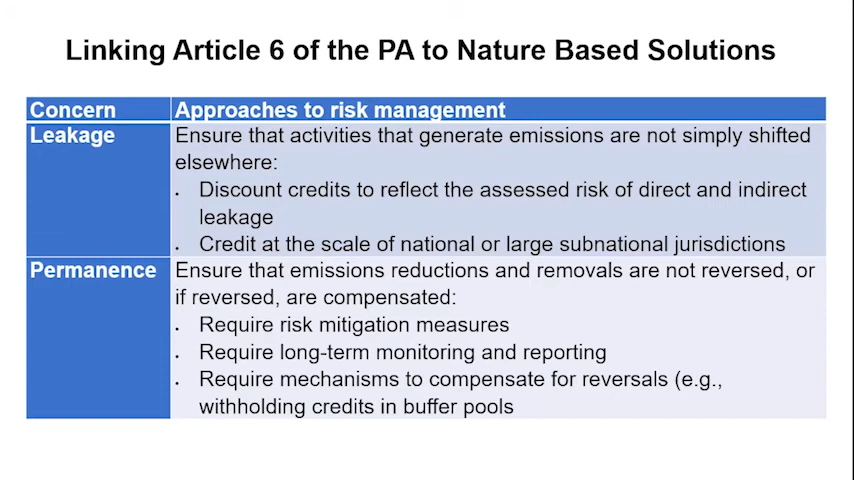 Linking Article 6 of the PA to Nature Based Solutions
Concern Approaches to risk management
Leakage Ensure that activities that generate emissions are not simply shifted
elsewhere:
• Discount credits to reflect the assessed risk of direct and indirect
leakage
• Credit at the scale of national or large subnational jurisdictions
Permanence Ensure that emissions reductions and removals are not reversed, or
if reversed, are compensated:
• Require risk mitigation measures
• Require long-term monitoring and reporting
• Require mechanisms to compensate for reversals (e.g.,
withholding credits in buffer pools